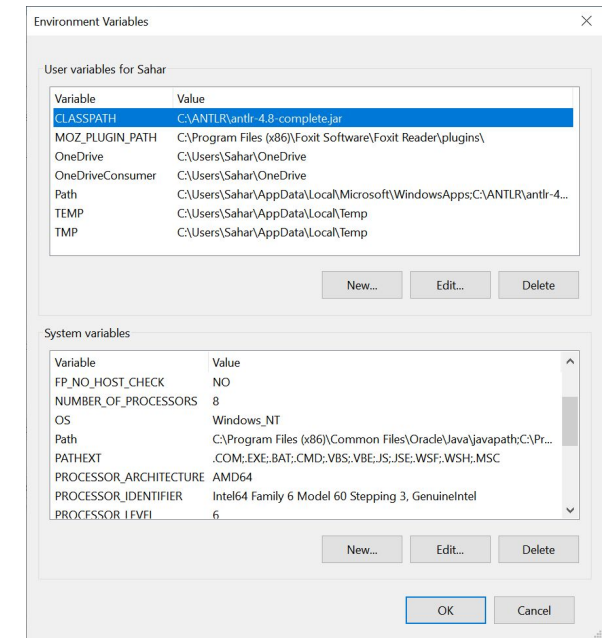 Environment Variables
User variables for Sahar
Variable Value
CLASSPATH C:\ANTLR\antlr-4.8-complete.jar
MOZ_PLUGIN_PATH C:\Program Files (x86)\Foxit Software\Foxit Reader\plugins\
OneDrive C:\Users\Sahar\OneDrive
OneDriveConsumer C:\Users\Sahar\OneDrive
Path C:\Users\Sahar\AppData\Local\Microsoft\WindowsApps;C:\ANTLR\antlr-4...
TEMP C:\Users\Sahar\AppData\Local\Temp
TMP C:\Users\Sahar\AppData\Local\Temp
New... Edit... Delete
System variables
Variable Value
FP_NO_HOST_CHECK NO
NUMBER_OF_PROCESSORS 8
OS Windows_NT
Path C:\Program Files (x86)\Common Files\Oracle\Java\javapath;C:\Pr...
PATHEXT .COM;.EXE;.BAT;.CMD;.VBS;.VBE;.JS;.JSE;.WSF;.WSH;.MSC
PROCESSOR_ARCHITECTURE AMD64
PROCESSOR_IDENTIFIER Intel64 Family 6 Model 60 Stepping 3, GenuineIntel
PROCESSOR_LEVEL 6
New... Edit... Delete
OK Cancel